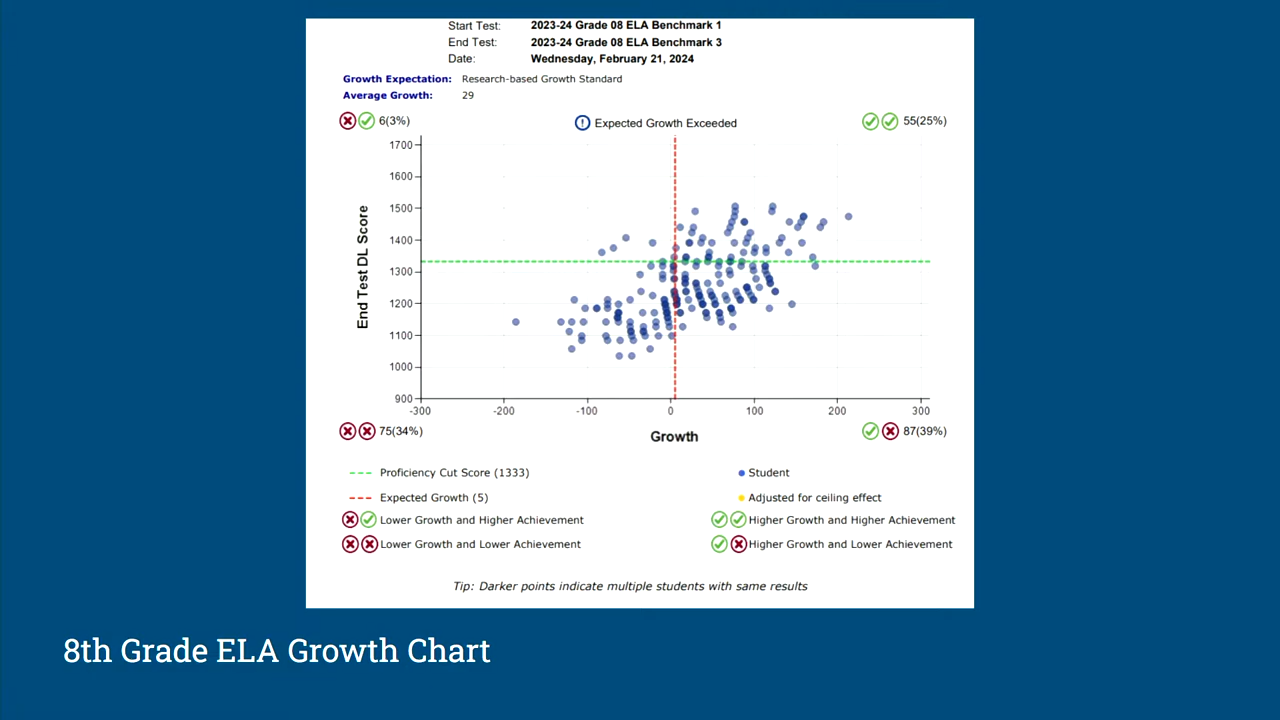 Start Test: 2023-24 Grade 08 ELA Benchmark 1
End Test: 2023-24 Grade 08 ELA Benchmark 3
Date: Wednesday, February 21, 2024
Growth Expectation: Research-based Growth Standard
Average Growth: 29
6(3%)
Expected Growth Exceeded
55(25%)
End Test DL Score
1700
1600
1500
1400
1300
1200
1100
1000
900
-300 -200 -100 0 100 200 300
75(34%)
Growth
87(39%)
Proficiency Cut Score (1333)
Student
Expected Growth (5)
Adjusted for ceiling effect
Lower Growth and Higher Achievement
Higher Growth and Higher Achievement
Lower Growth and Lower Achievement
Higher Growth and Lower Achievement
Tip: Darker points indicate multiple students with same results
8th Grade ELA Growth Chart